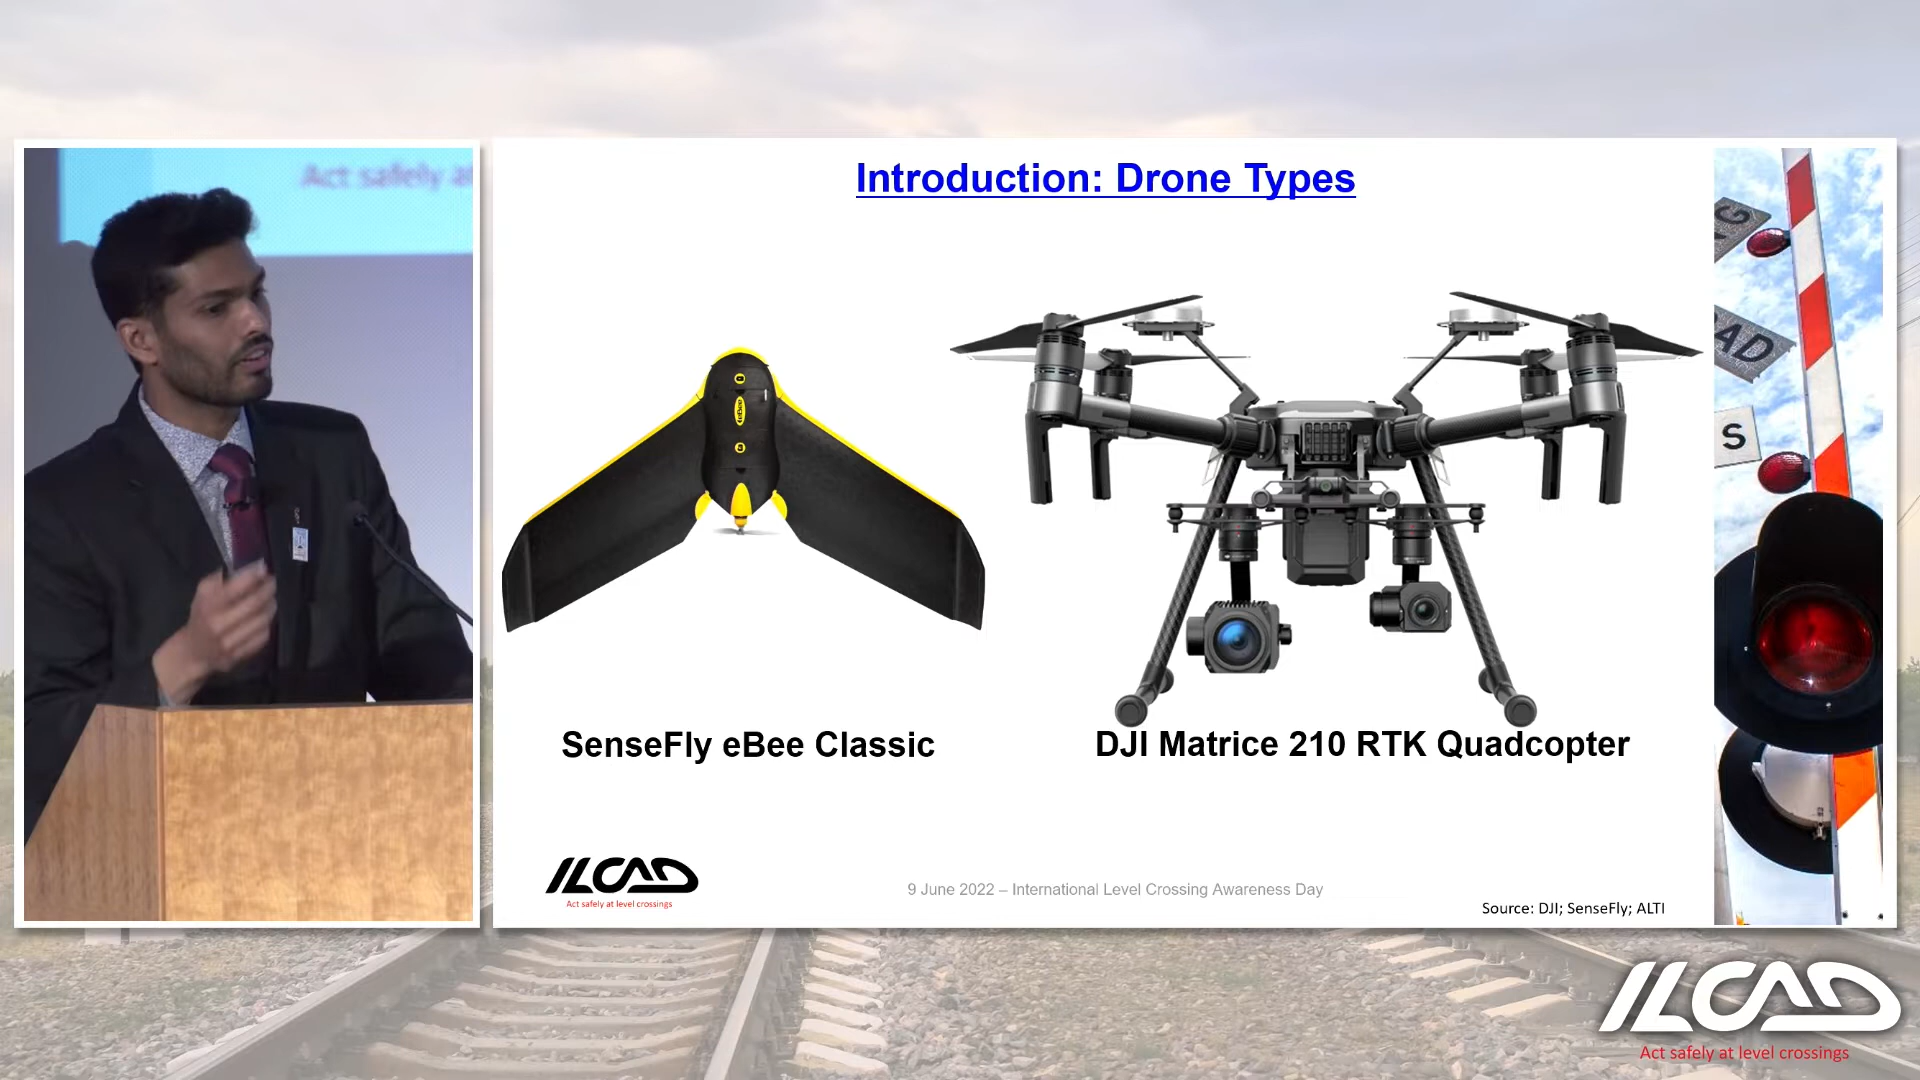 Act safely at
Introduction: Drone Types
G
AD
S
eBee
SenseFly eBee Classic
DJI Matrice 210 RTK Quadcopter
ILCAD
Act safely at level crossings
9 June 2022 – International Level Crossing Awareness Day
Source: DJI; SenseFly; ALTI
ILCAD
Act safely at level crossings